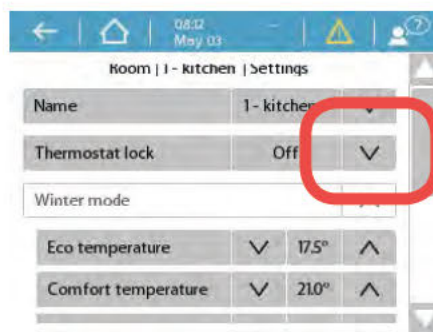 08:12
May 03
Room | 1 - kitchen | Settings
Name 1 - kitchen
Thermostat lock Off
Winter mode
Eco temperature 17.5°
Comfort temperature 21.0°